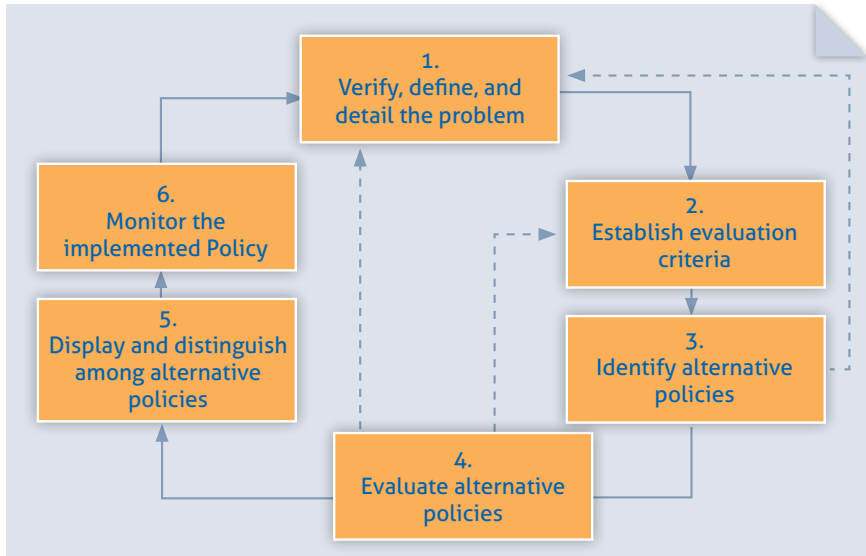 1.
Verify, define, and
detail the problem
2.
Establish evaluation
criteria
3.
Identify alternative
policies
4.
Evaluate alternative
policies
5.
Display and distinguish
among alternative
policies
6.
Monitor the
implemented Policy